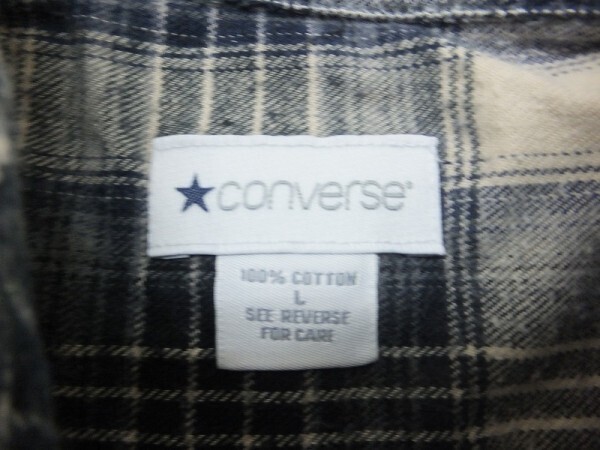 converse
100% COTTON
L
SEE REVERSE
FOR CARE